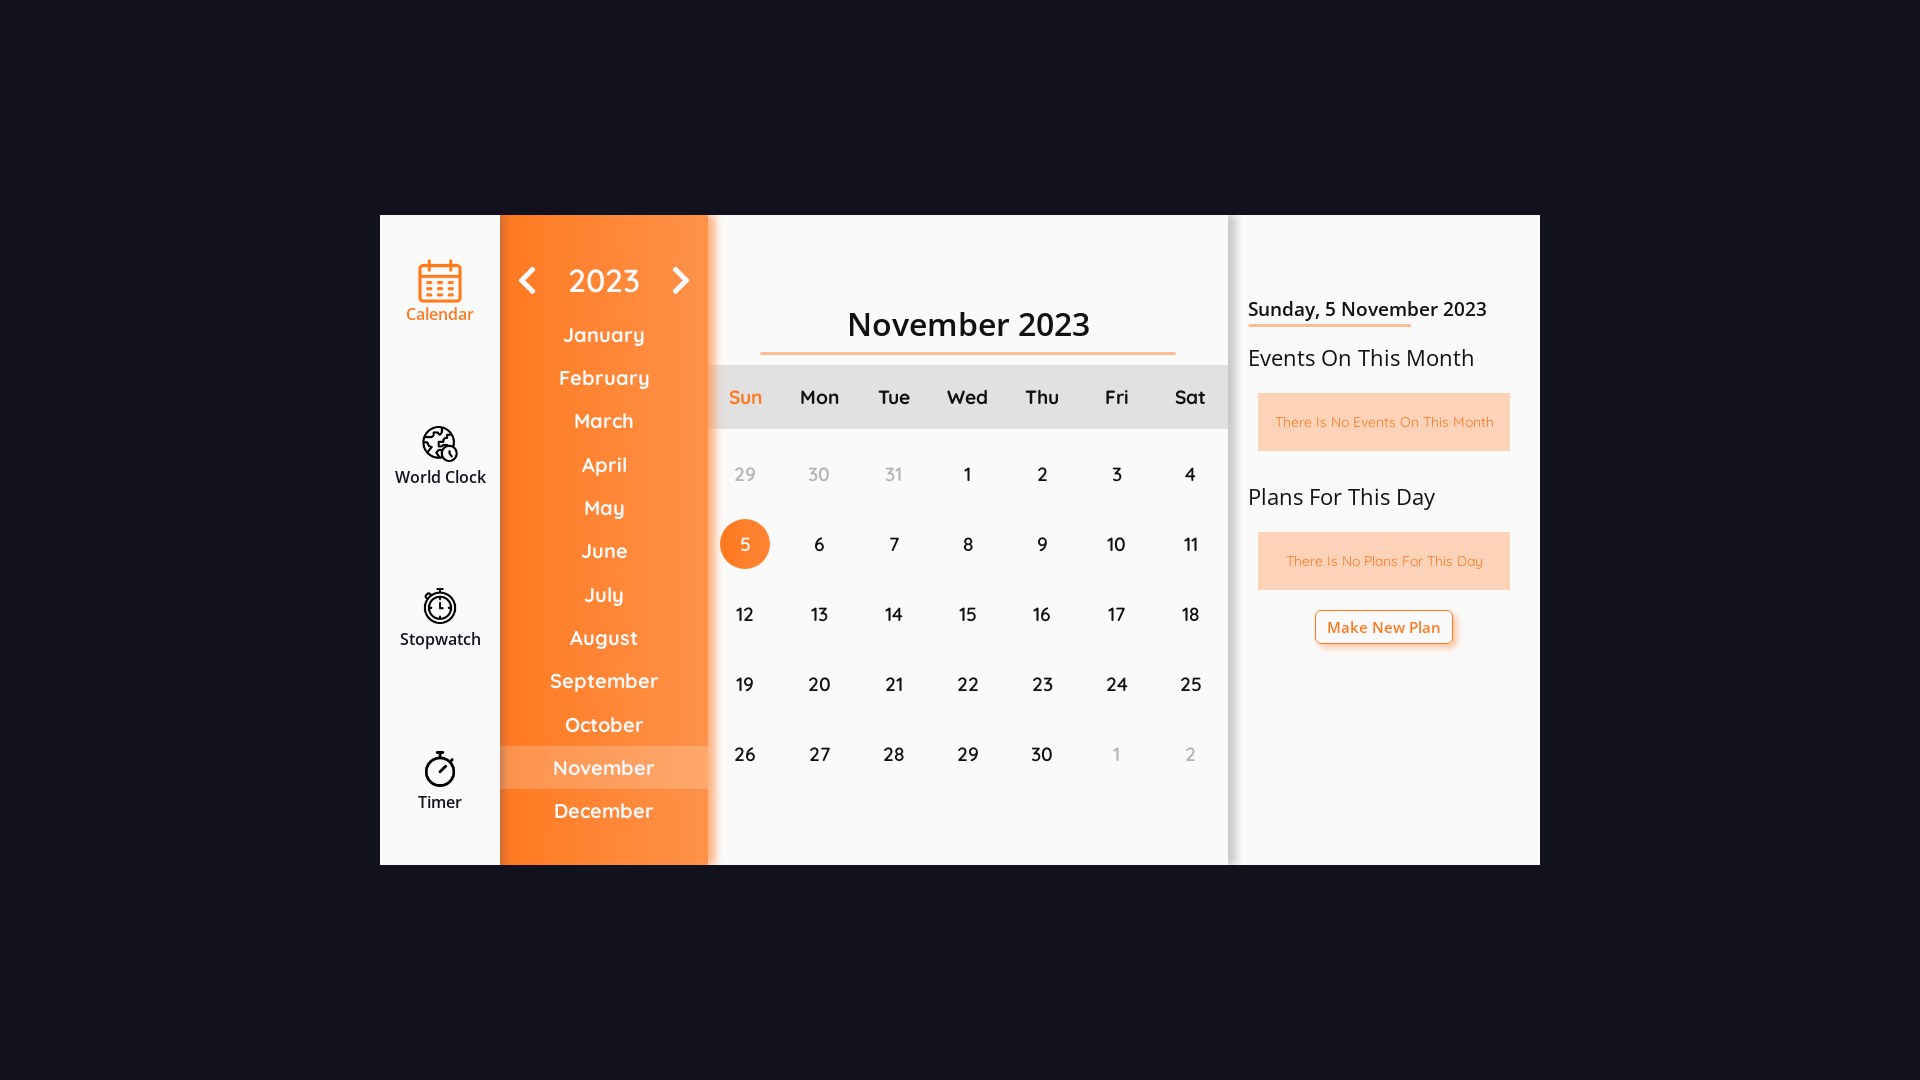 Calendar
World Clock
Stopwatch
Timer
2023
January
February
March
April
May
June
July
August
September
October
November
December
November 2023
Sun Mon Tue Wed Thu Fri Sat
29 30 31 1 2 3 4
5 6 7 8 9 10 11
12 13 14 15 16 17 18
19 20 21 22 23 24 25
26 27 28 29 30 1 2
Sunday, 5 November 2023
Events On This Month
There Is No Events On This Month
Plans For This Day
There Is No Plans For This Day
Make New Plan